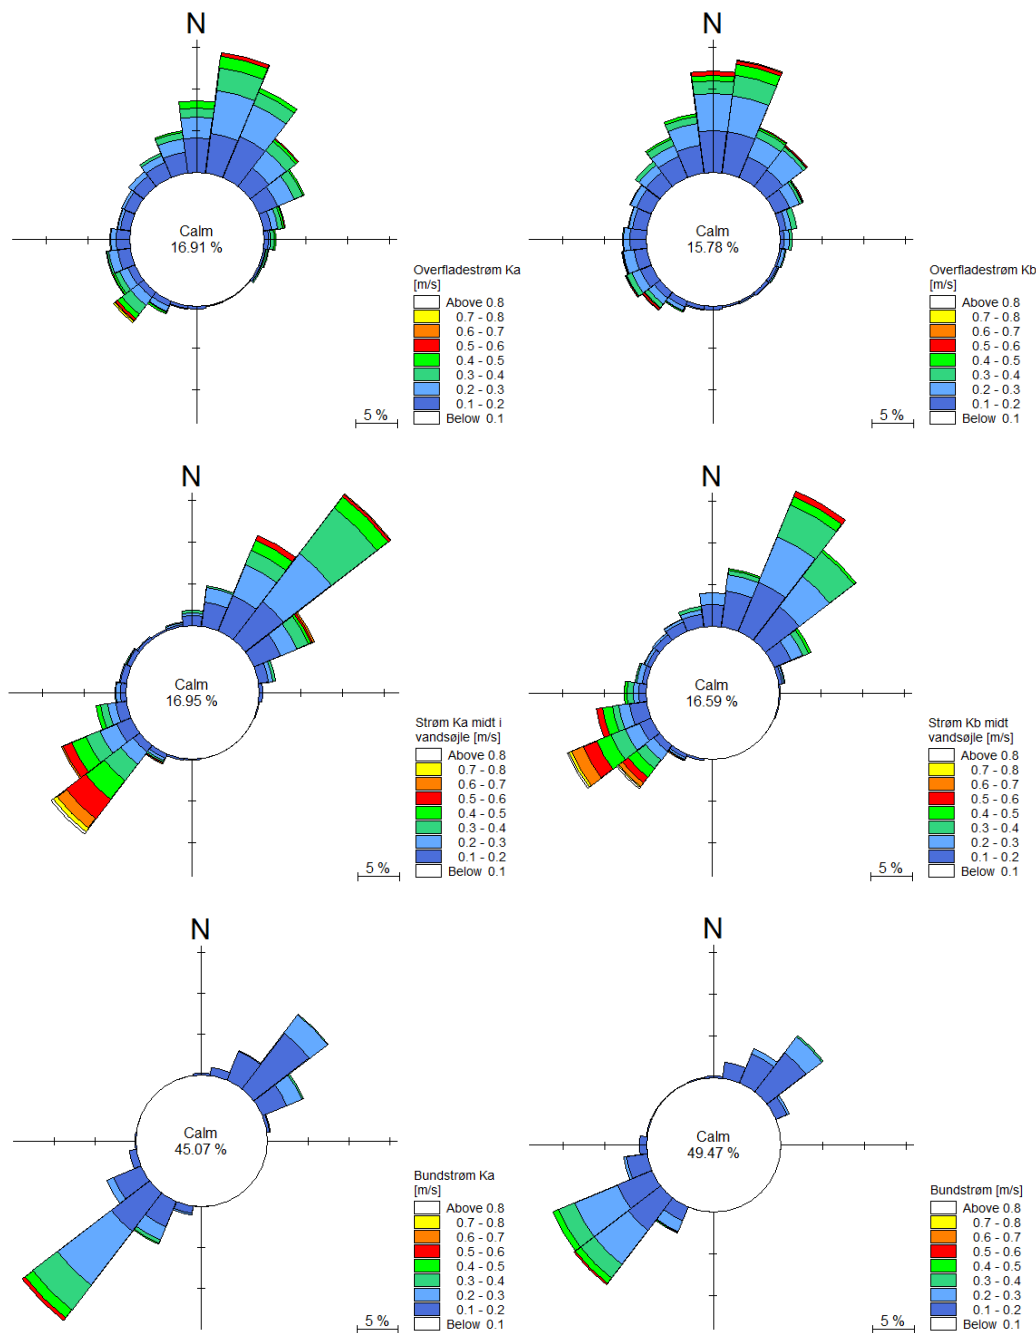 N
Calm
16.91 %
Overfladestrøm Ka
[m/s]
Above 0.8
0.7 - 0.8
0.6 - 0.7
0.5 - 0.6
0.4 - 0.5
0.3 - 0.4
0.2 - 0.3
0.1 - 0.2
Below 0.1
5 %
N
Calm
15.78 %
Overfladestrøm Kb
[m/s]
Above 0.8
0.7 - 0.8
0.6 - 0.7
0.5 - 0.6
0.4 - 0.5
0.3 - 0.4
0.2 - 0.3
0.1 - 0.2
Below 0.1
5 %
N
Calm
16.95 %
Strøm Ka midt i
vandsøjle [m/s]
Above 0.8
0.7 - 0.8
0.6 - 0.7
0.5 - 0.6
0.4 - 0.5
0.3 - 0.4
0.2 - 0.3
0.1 - 0.2
Below 0.1
5 %
N
Calm
16.59 %
Strøm Kb midt
vandsøjle [m/s]
Above 0.8
0.7 - 0.8
0.6 - 0.7
0.5 - 0.6
0.4 - 0.5
0.3 - 0.4
0.2 - 0.3
0.1 - 0.2
Below 0.1
5 %
N
Calm
45.07 %
Bundstrøm Ka
[m/s]
Above 0.8
0.7 - 0.8
0.6 - 0.7
0.5 - 0.6
0.4 - 0.5
0.3 - 0.4
0.2 - 0.3
0.1 - 0.2
Below 0.1
5 %
N
Calm
49.47 %
Bundstrøm [m/s]
Above 0.8
0.7 - 0.8
0.6 - 0.7
0.5 - 0.6
0.4 - 0.5
0.3 - 0.4
0.2 - 0.3
0.1 - 0.2
Below 0.1
5 %